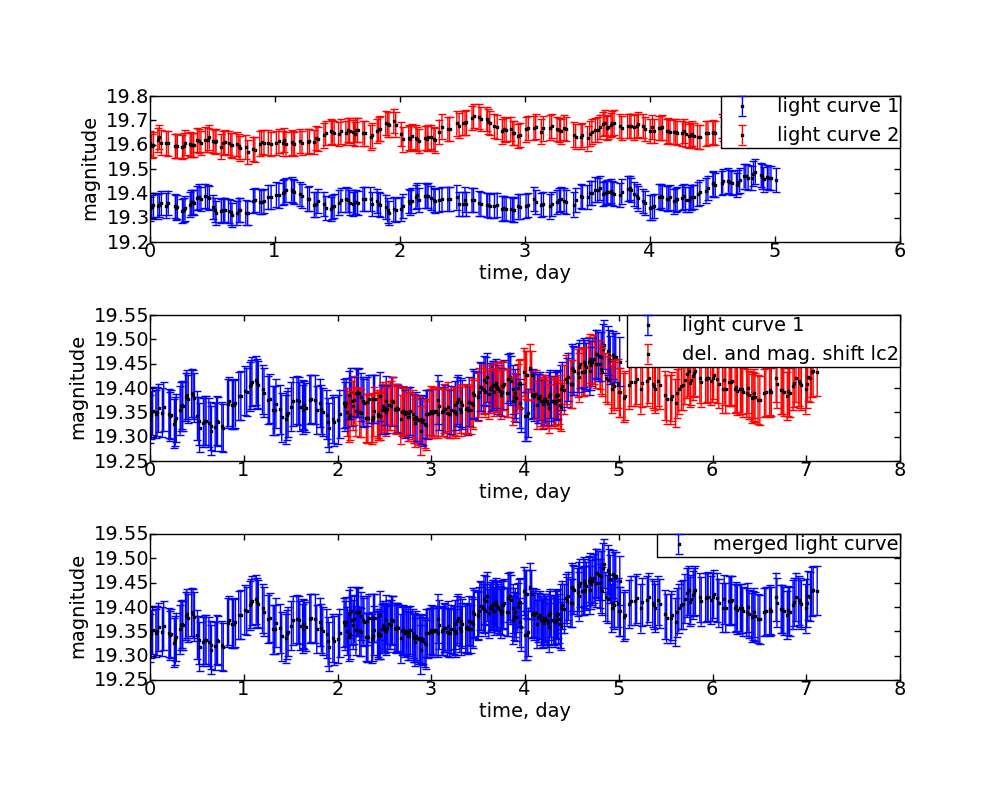 19.8
19.7
19.6
19.5
19.4
19.3
19.2
magnitude
light curve 1
light curve 2
0 1 2 3 4 5 6
time, day
19.55
19.50
19.45
19.40
19.35
19.30
19.25
magnitude
light curve 1
del. and mag. shift lc2
0 1 2 3 4 5 6 7 8
time, day
19.55
19.50
19.45
19.40
19.35
19.30
19.25
magnitude
merged light curve
0 1 2 3 4 5 6 7 8
time, day